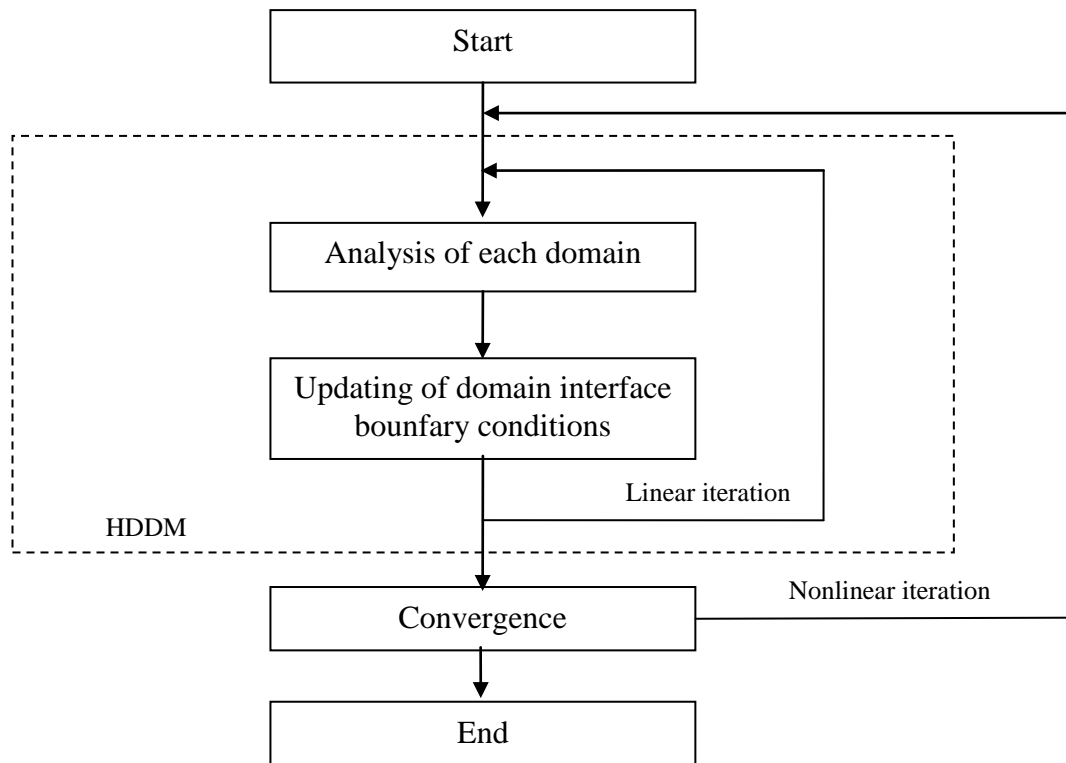 Start
Analysis of each domain
Updating of domain interface
bounfary conditions
Linear iteration
HDDM
Nonlinear iteration
Convergence
End